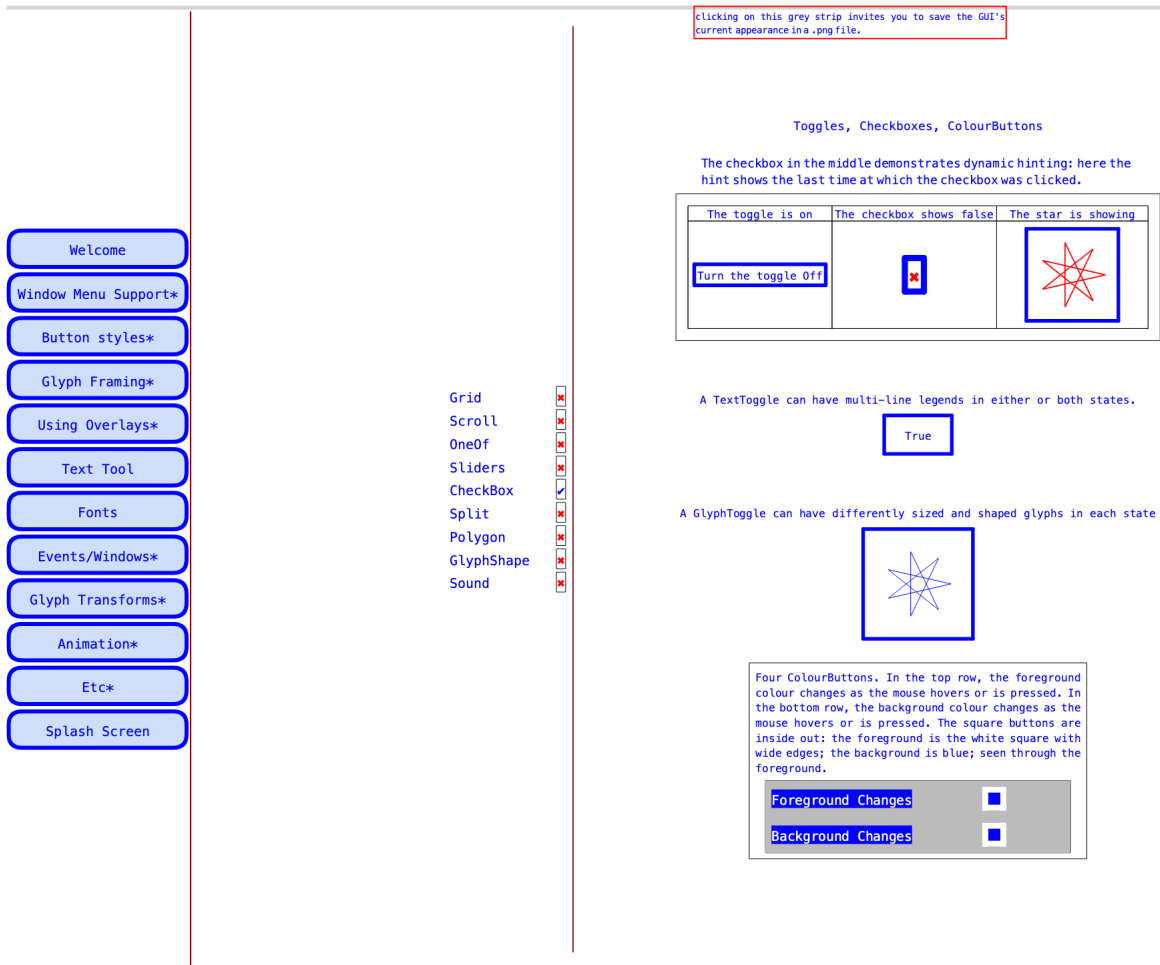 clicking on this grey strip invites you to save the GUI's
current appearance in a .png file.
Welcome
Window Menu Support*
Button styles*
Glyph Framing*
Using Overlays*
Text Tool
Fonts
Events/Windows*
Glyph Transforms*
Animation*
Etc*
Splash Screen
Grid
Scroll
OneOf
Sliders
CheckBox
Split
Polygon
GlyphShape
Sound
Toggles, Checkboxes, ColourButtons
The checkbox in the middle demonstrates dynamic hinting: here the
hint shows the last time at which the checkbox was clicked.
The toggle is on
The checkbox shows false
The star is showing
Turn the toggle Off
A TextToggle can have multi-line legends in either or both states.
True
A GlyphToggle can have differently sized and shaped glyphs in each state
Four ColourButtons. In the top row, the foreground
colour changes as the mouse hovers or is pressed. In
the bottom row, the background colour changes as the
mouse hovers or is pressed. The square buttons are
inside out: the foreground is the white square with
wide edges; the background is blue; seen through the
foreground.
Foreground Changes
Background Changes